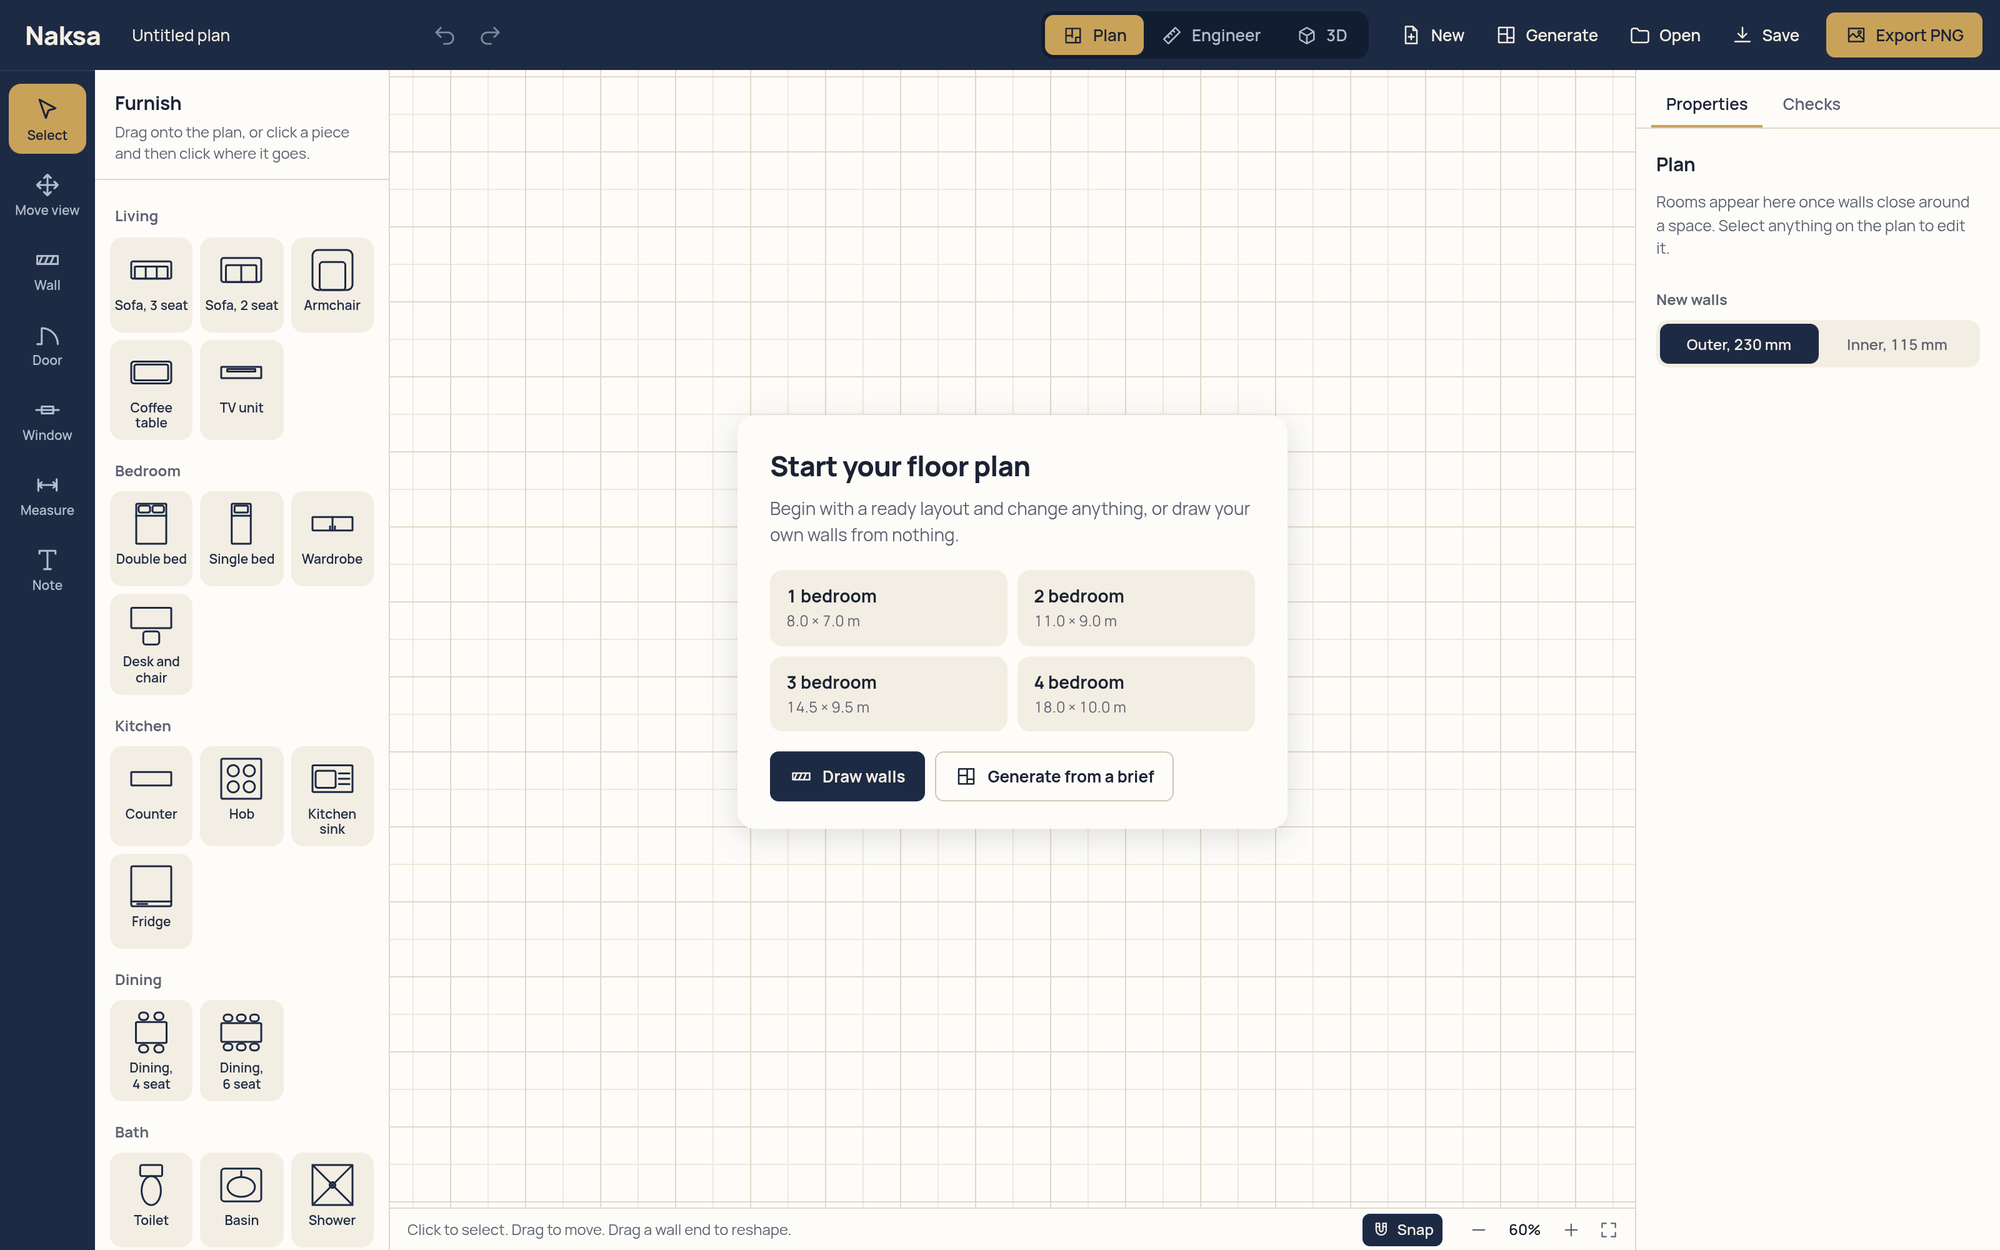 Naksa
Untitled plan
Plan
Engineer
3D
New
Generate
Open
Save
Export PNG
Select
Move view
Wall
Door
Window
Measure
Note
Furnish
Drag onto the plan, or click a piece
and then click where it goes.
Living
Sofa, 3 seat
Sofa, 2 seat
Armchair
Coffee
table
TV unit
Bedroom
Double bed
Single bed
Wardrobe
Desk and
chair
Kitchen
Counter
Hob
Kitchen
sink
Fridge
Dining
Dining,
4 seat
Dining,
6 seat
Bath
Toilet
Basin
Shower
Start your floor plan
Begin with a ready layout and change anything, or draw your
own walls from nothing.
1 bedroom
8.0 × 7.0 m
2 bedroom
11.0 × 9.0 m
3 bedroom
14.5 × 9.5 m
4 bedroom
18.0 × 10.0 m
Draw walls
Generate from a brief
Click to select. Drag to move. Drag a wall end to reshape.
Snap
60%
Properties
Checks
Plan
Rooms appear here once walls close around
a space. Select anything on the plan to edit
it.
New walls
Outer, 230 mm
Inner, 115 mm